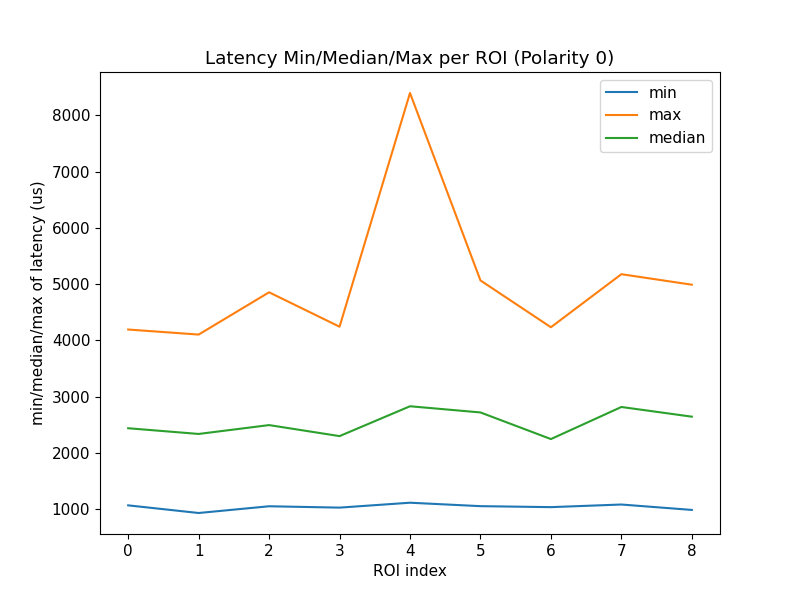 Latency Min/Median/Max per ROI (Polarity 0)
min
max
median
min/median/max of latency (us)
8000
7000
6000
5000
4000
3000
2000
1000
0 1 2 3 4 5 6 7 8
ROI index